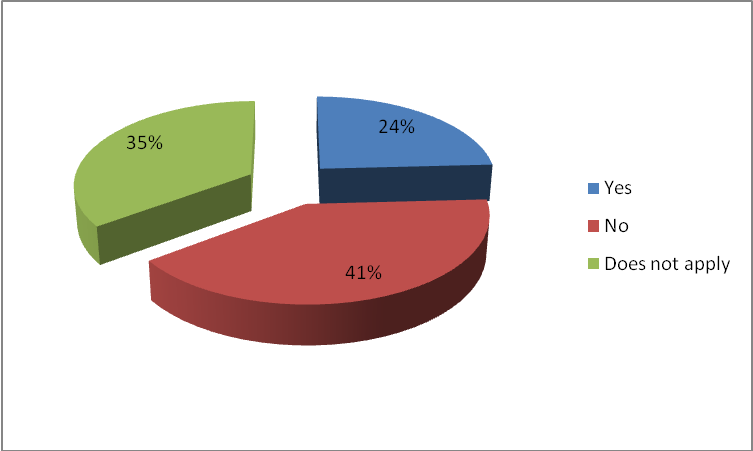 24%
35%
41%
Yes
No
Does not apply